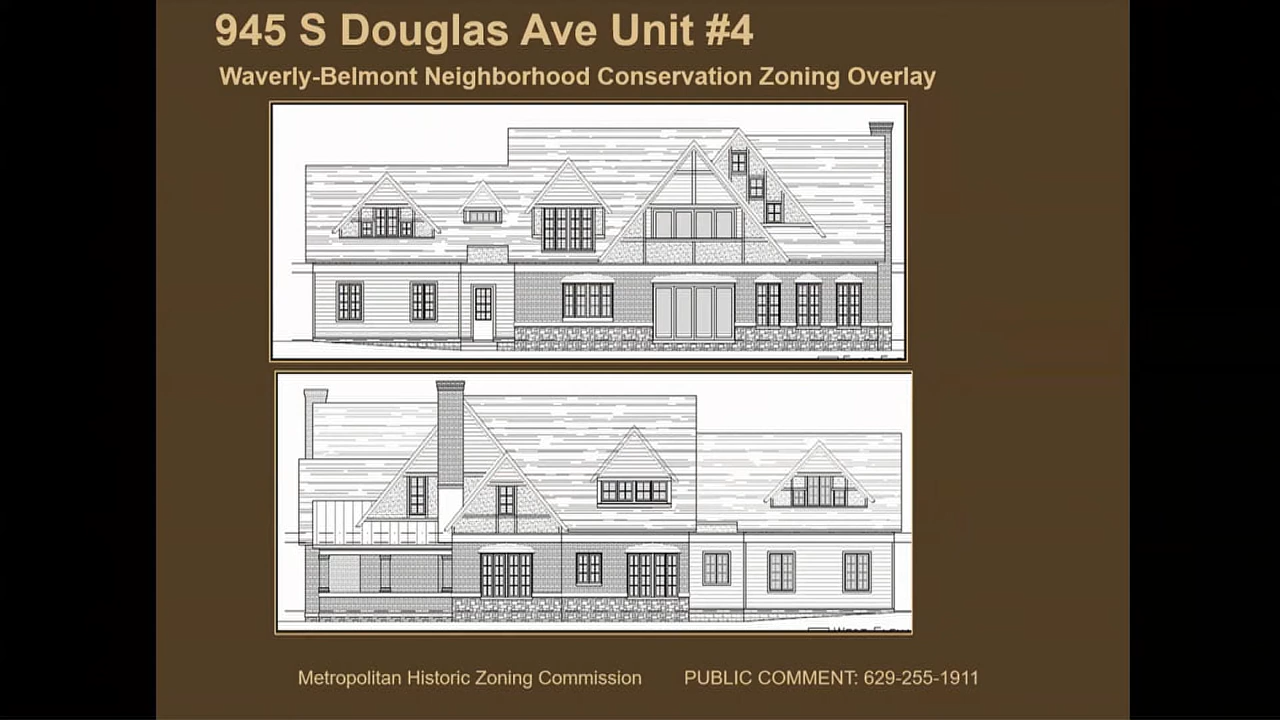 945 S Douglas Ave Unit #4
Waverly-Belmont Neighborhood Conservation Zoning Overlay
Metropolitan Historic Zoning Commission
PUBLIC COMMENT: 629-255-1911